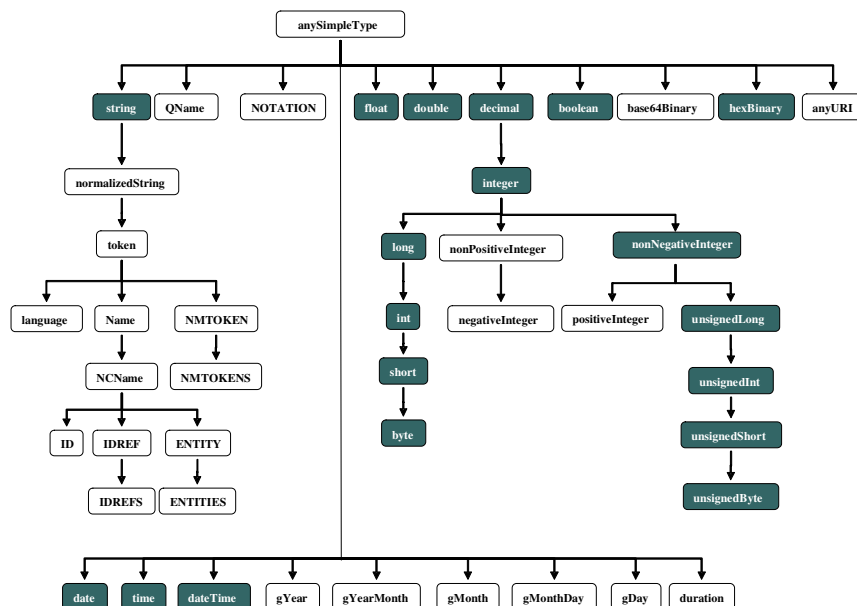 anySimpleType
string QName NOTATION float double decimal boolean base64Binary hexBinary anyURI
normalizedString integer
token long nonPositiveInteger nonNegativeInteger
language Name NMTOKEN int negativeInteger positiveInteger unsignedLong
NCName NMTOKENS short unsignedInt
ID IDREF ENTITY byte unsignedShort
IDREFS ENTITIES unsignedByte
date time dateTime gYear gYearMonth gMonth gMonthDay gDay duration